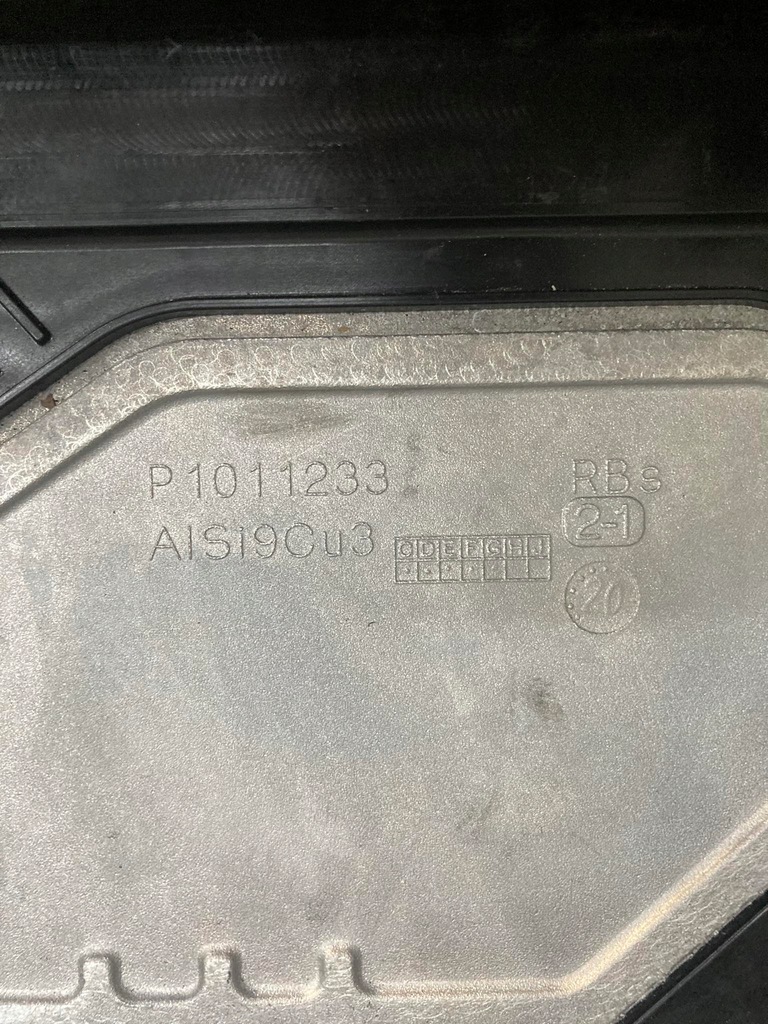 P1011233
RBs
AlSi9Cu3
2-1
C D E F G H J
20